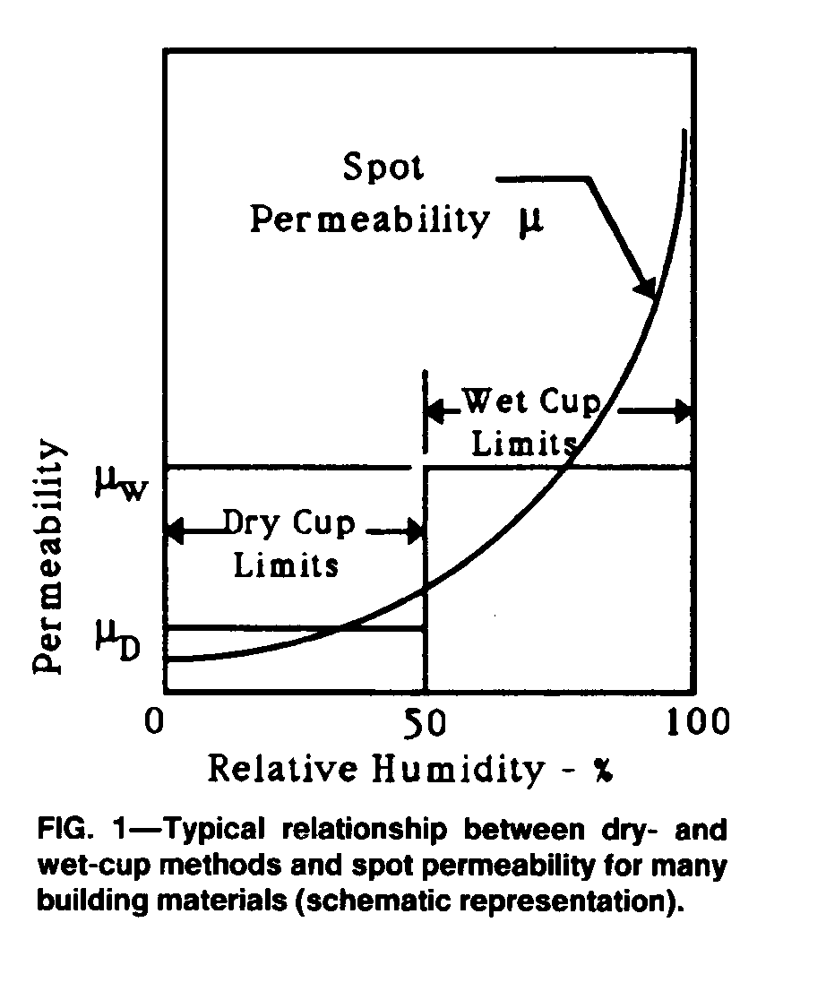 Spot
Permeability μ
Wet Cup
Limits
μW
Dry Cup
Limits
μD
Permeability
0 50 100
Relative Humidity - %
FIG. 1—Typical relationship between dry- and
wet-cup methods and spot permeability for many
building materials (schematic representation).